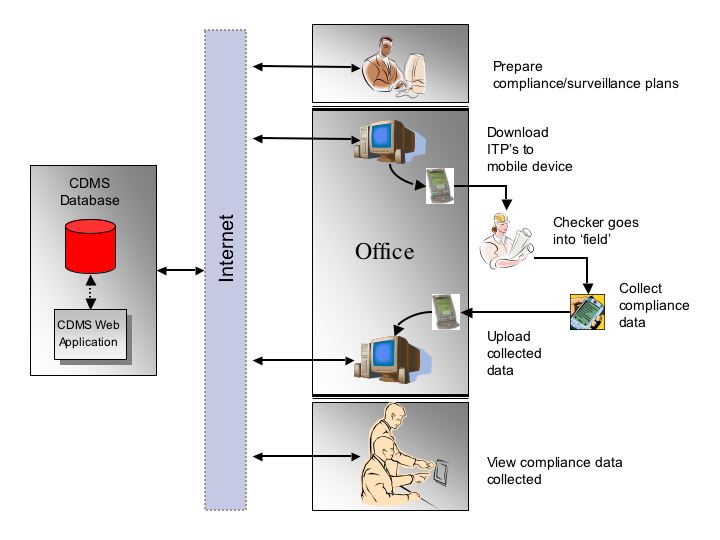 CDMS
Database
CDMS Web
Application
Internet
Office
Prepare
compliance/surveillance plans
Download
ITP's to
mobile device
Checker goes
into ‘field’
Collect
compliance
data
Upload
collected
data
View compliance data
collected